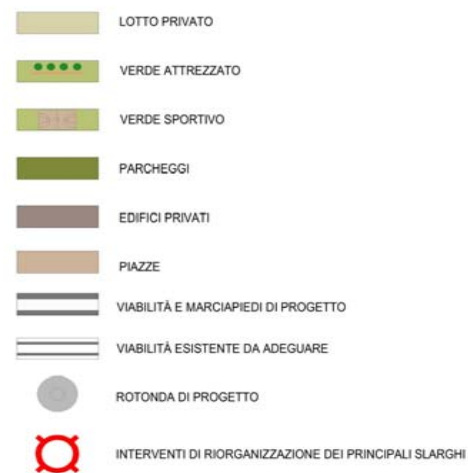 LOTTO PRIVATO
VERDE ATTREZZATO
VERDE SPORTIVO
PARCHEGGI
EDIFICI PRIVATI
PIAZZE
VIABILITÀ E MARCIAPIEDI DI PROGETTO
VIABILITÀ ESISTENTE DA ADEGUARE
ROTONDA DI PROGETTO
INTERVENTI DI RIORGANIZZAZIONE DEI PRINCIPALI SLARGHI